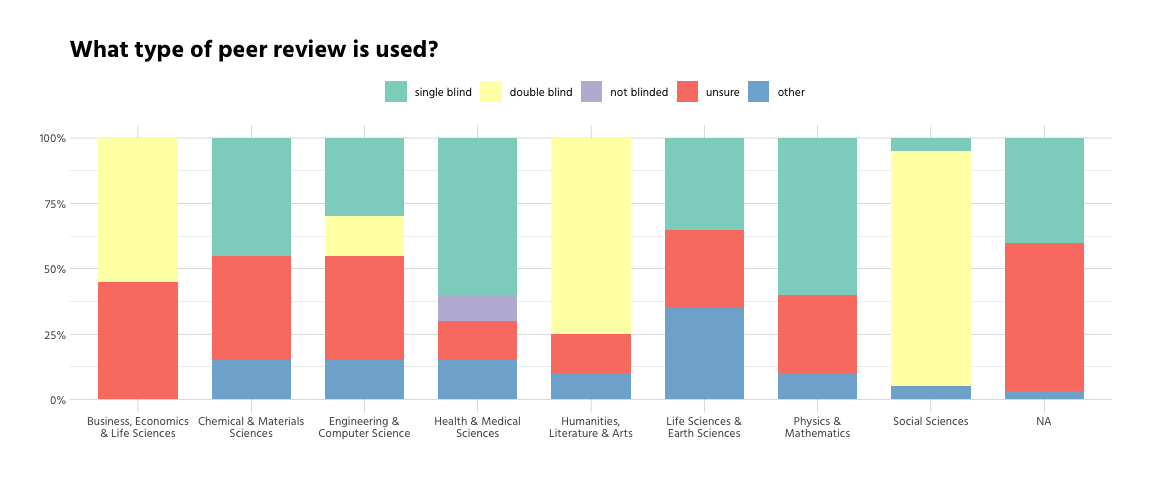 What type of peer review is used?
single blind double blind not blinded unsure other
100%
75%
50%
25%
0%
Business, Economics & Life Sciences
Chemical & Materials Sciences
Engineering & Computer Science
Health & Medical Sciences
Humanities, Literature & Arts
Life Sciences & Earth Sciences
Physics & Mathematics
Social Sciences
NA